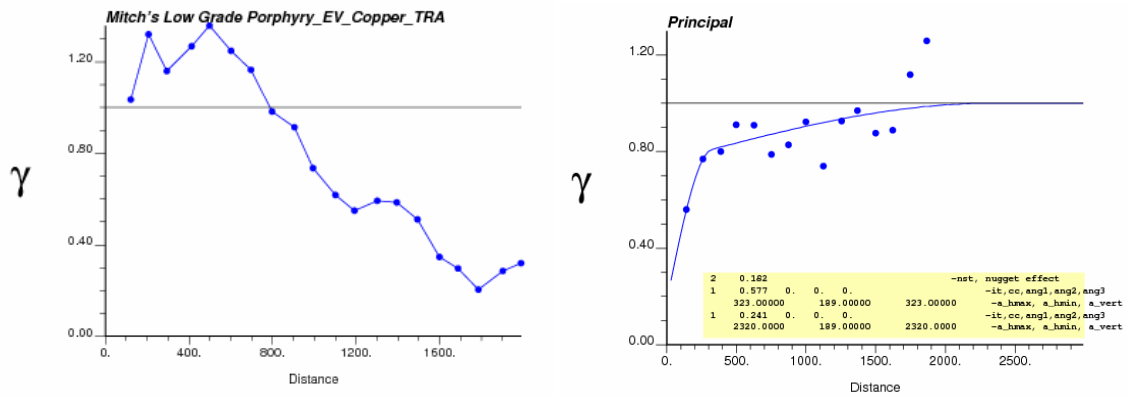 Mitch's Low Grade Porphyry_EV_Copper_TRA
1.20
0.80
γ
0.40
0.00
0. 400. 800. 1200. 1600.
Distance
Principal
1.20
0.80
γ
0.40
2 0.182 -nst, nugget effect
1 0.577 0. 0. 0. -it,cc,ang1,ang2,ang3
323.00000 189.00000 323.00000 -a_hmax, a_hmin, a_vert
1 0.241 0. 0. 0. -it,cc,ang1,ang2,ang3
2320.0000 189.00000 2320.0000 -a_hmax, a_hmin, a_vert
0.00
0. 500. 1000. 1500. 2000. 2500.
Distance